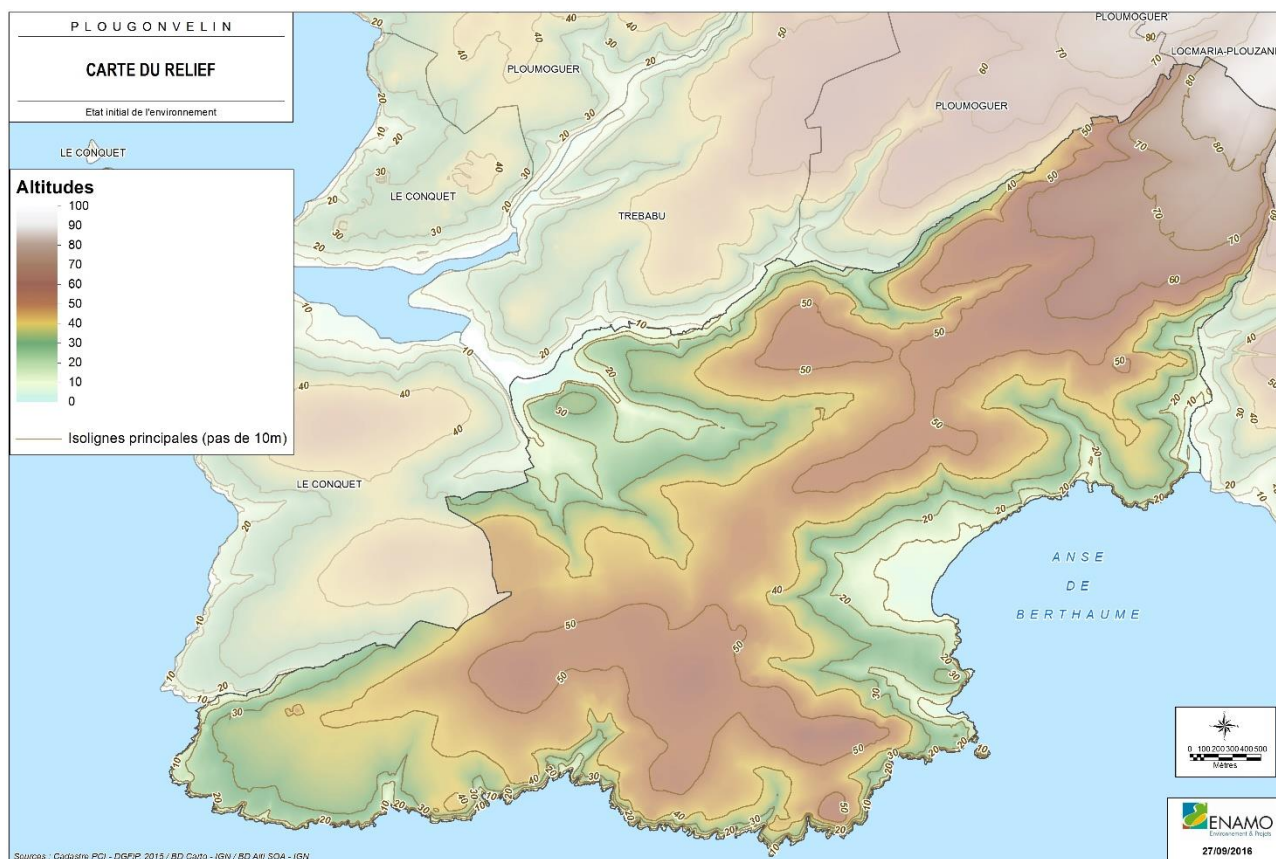 PLOUGONVELIN
CARTE DU RELIEF
Etat initial de l'environnement
LE CONQUET
Altitudes
100
90
80
70
60
50
40
30
20
10
0
Isolignes principales (pas de 10m)
PLOUMOGUER
PLOUMOGUER
LOCMARIA-PLOUZANE
PLOUMOGUER
LE CONQUET
TREBABU
LE CONQUET
ANSE
DE
BERTHAUME
0 100 200 300 400 500
Mètres
ENAMO
Environnement & Projets
27/09/2016
Sources : Cadastre PCI - DGFIP 2015 / BD Carto - IGN / BD Alti SOA - IGN